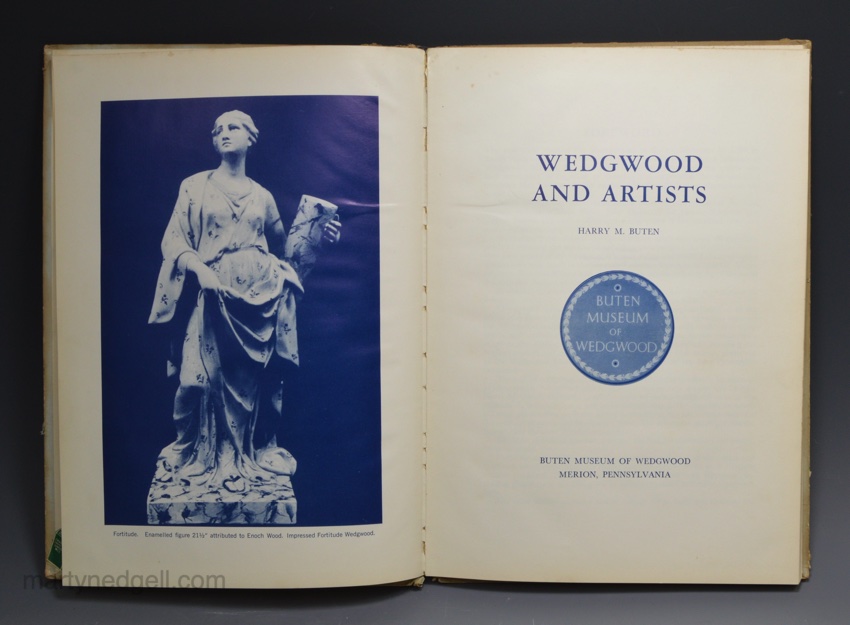 Fortitude. Enamelled figure 21½" attributed to Enoch Wood. Impressed Fortitude Wedgwood.
WEDGWOOD
AND ARTISTS
HARRY M. BUTEN
BUTEN
MUSEUM
OF
WEDGWOOD
BUTEN MUSEUM OF WEDGWOOD
MERION, PENNSYLVANIA
martynedgell.com